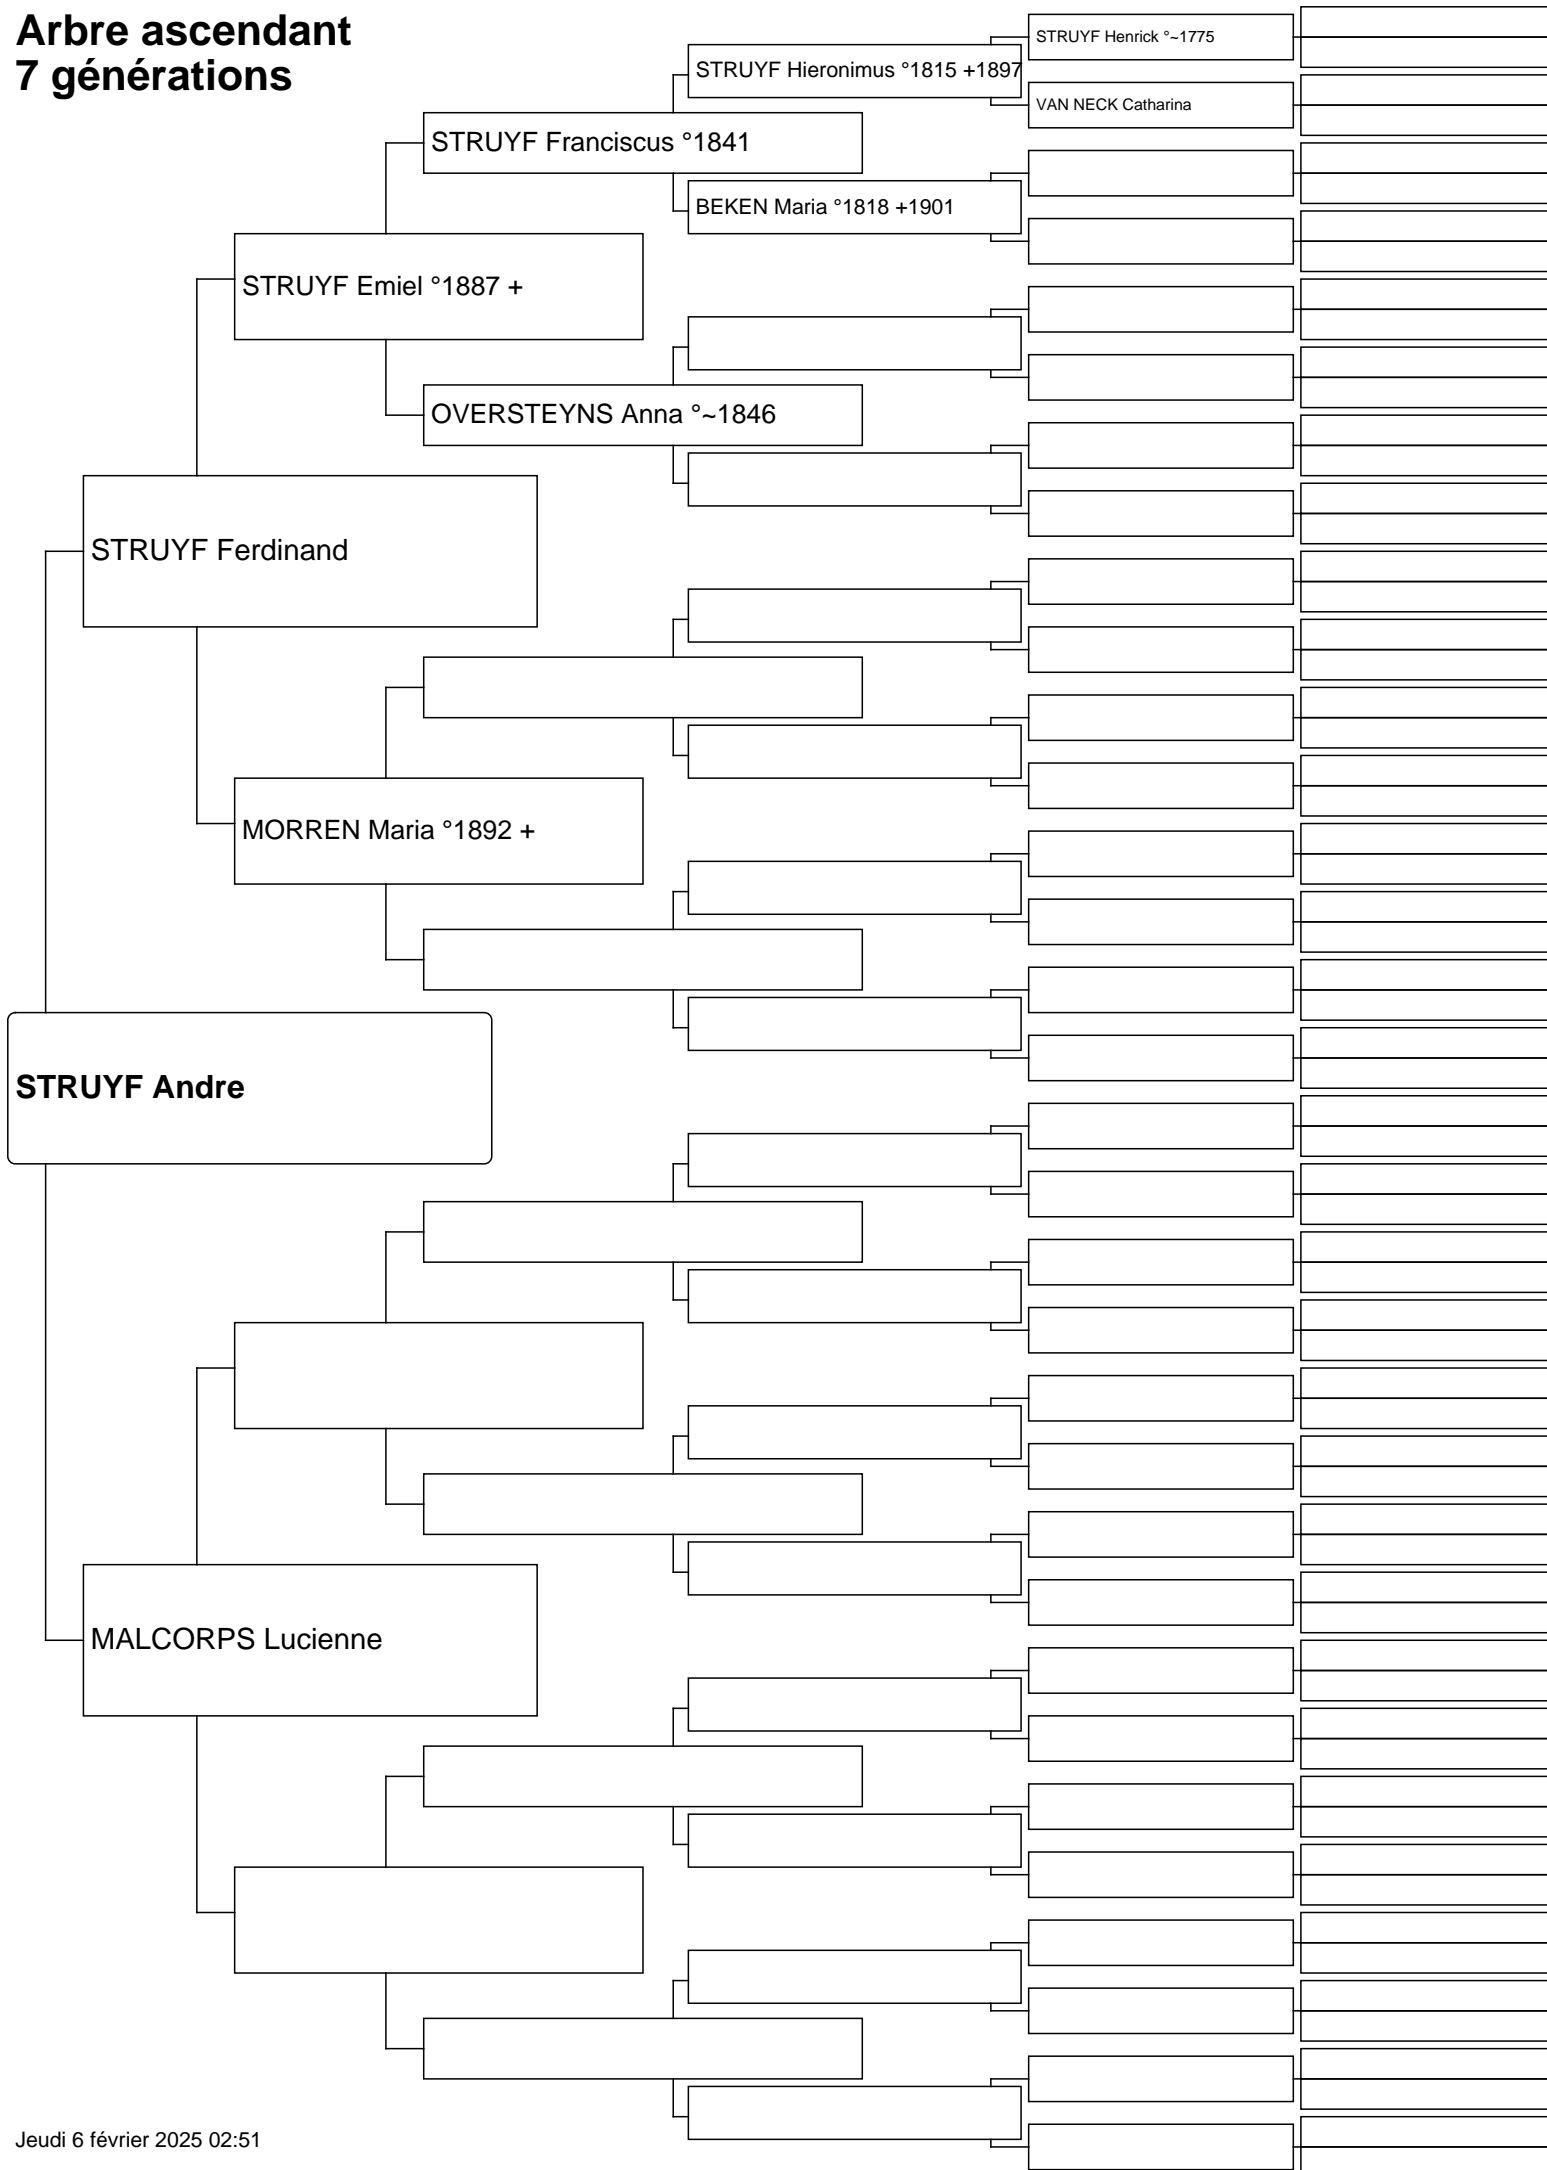 Arbre ascendant
7 générations
STRUYF Henrick °~1775
STRUYF Hieronimus °1815 +1897
VAN NECK Catharina
STRUYF Franciscus °1841
BEKEN Maria °1818 +1901
STRUYF Emiel °1887 +
OVERSTEYNS Anna °~1846
STRUYF Ferdinand
MORREN Maria °1892 +
STRUYF Andre
MALCORPS Lucienne
Jeudi 6 février 2025 02:51